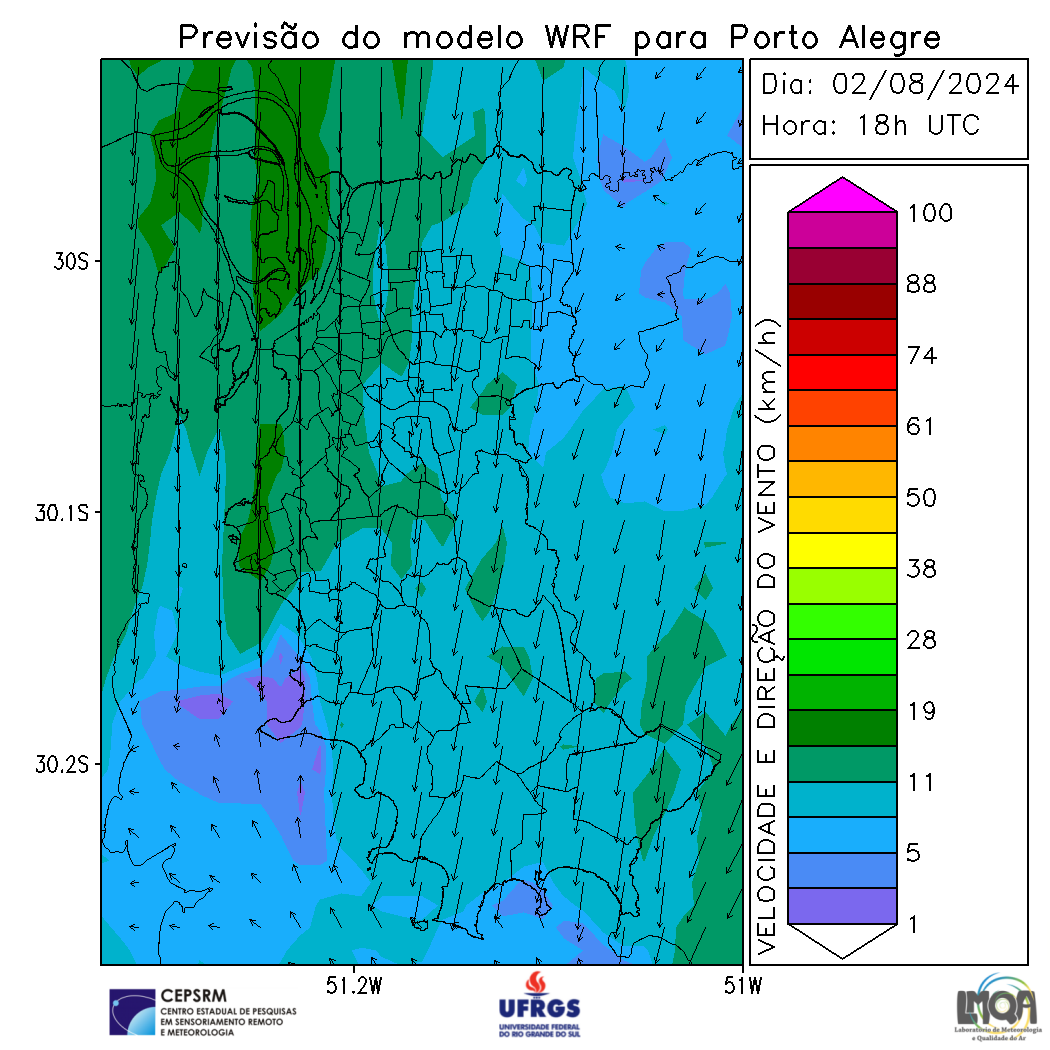 Previsão do modelo WRF para Porto Alegre
Dia: 02/08/2024
Hora: 18h UTC
30S
30.1S
30.2S
51.2W
51W
VELOCIDADE E DIREÇÃO DO VENTO (km/h)
100
88
74
61
50
38
28
19
11
5
1
CEPSRM
CENTRO ESTADUAL DE PESQUISAS
EM SENSORIAMENTO REMOTO
E METEOROLOGIA
UFRGS
UNIVERSIDADE FEDERAL
DO RIO GRANDE DO SUL
LMQA
Laboratório de Meteorologia
e Qualidade do Ar